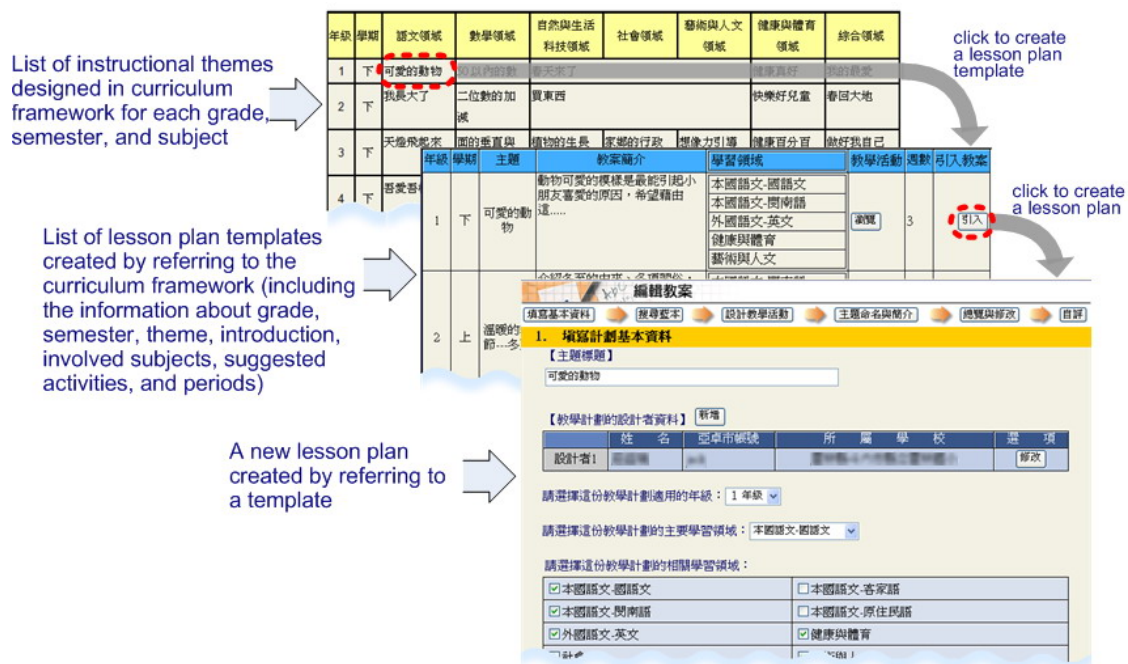 年級 學期 語文領域 數學領域 自然與生活科技領域 社會領域 藝術與人文領域 健康與體育領域 綜合領域
click to create
a lesson plan
template
List of instructional themes
designed in curriculum
framework for each grade,
semester, and subject
1 下 可愛的動物 春天來了 健康真好 我的最愛
2 下 我長大了 二位數的加減 買東西 快樂好兒童 春回大地
3 下 天燈飛起來 面的垂直與 植物的生長 家鄉的行政 想像力引導 健康百分百 做好我自己
4 下
年級 學期 主題 教案簡介 學習領域 教學活動 週數 引入教案
1 下 可愛的動物 動物可愛的模樣是最能引起小朋友喜愛的原因，希望藉由這..... 瀏覽 3 引入
本國語文-國語文
本國語文-閩南語
外國語文-英文
健康與體育
藝術與人文
click to create
a lesson plan
List of lesson plan templates
created by referring to the
curriculum framework (including
the information about grade,
semester, theme, introduction,
involved subjects, suggested
activities, and periods)
2 上 溫暖的
節---冬
編輯教案
填寫基本資料 搜尋藍本 設計教學活動 主題命名與簡介 總覽與修改 自評
1. 填寫計劃基本資料
【主題標題】
可愛的動物
【教學計劃的設計者資料】 新增
姓 名 亞卓市帳號 所 屬 學 校 選 項
設計者1 修改
A new lesson plan
created by referring to
a template
請選擇這份教學計劃適用的年級： 1 年級
請選擇這份教學計劃的主要學習領域： 本國語文-國語文
請選擇這份教學計劃的相關學習領域：
本國語文-國語文 本國語文-客家語
本國語文-閩南語 本國語文-原住民語
外國語文-英文 健康與體育